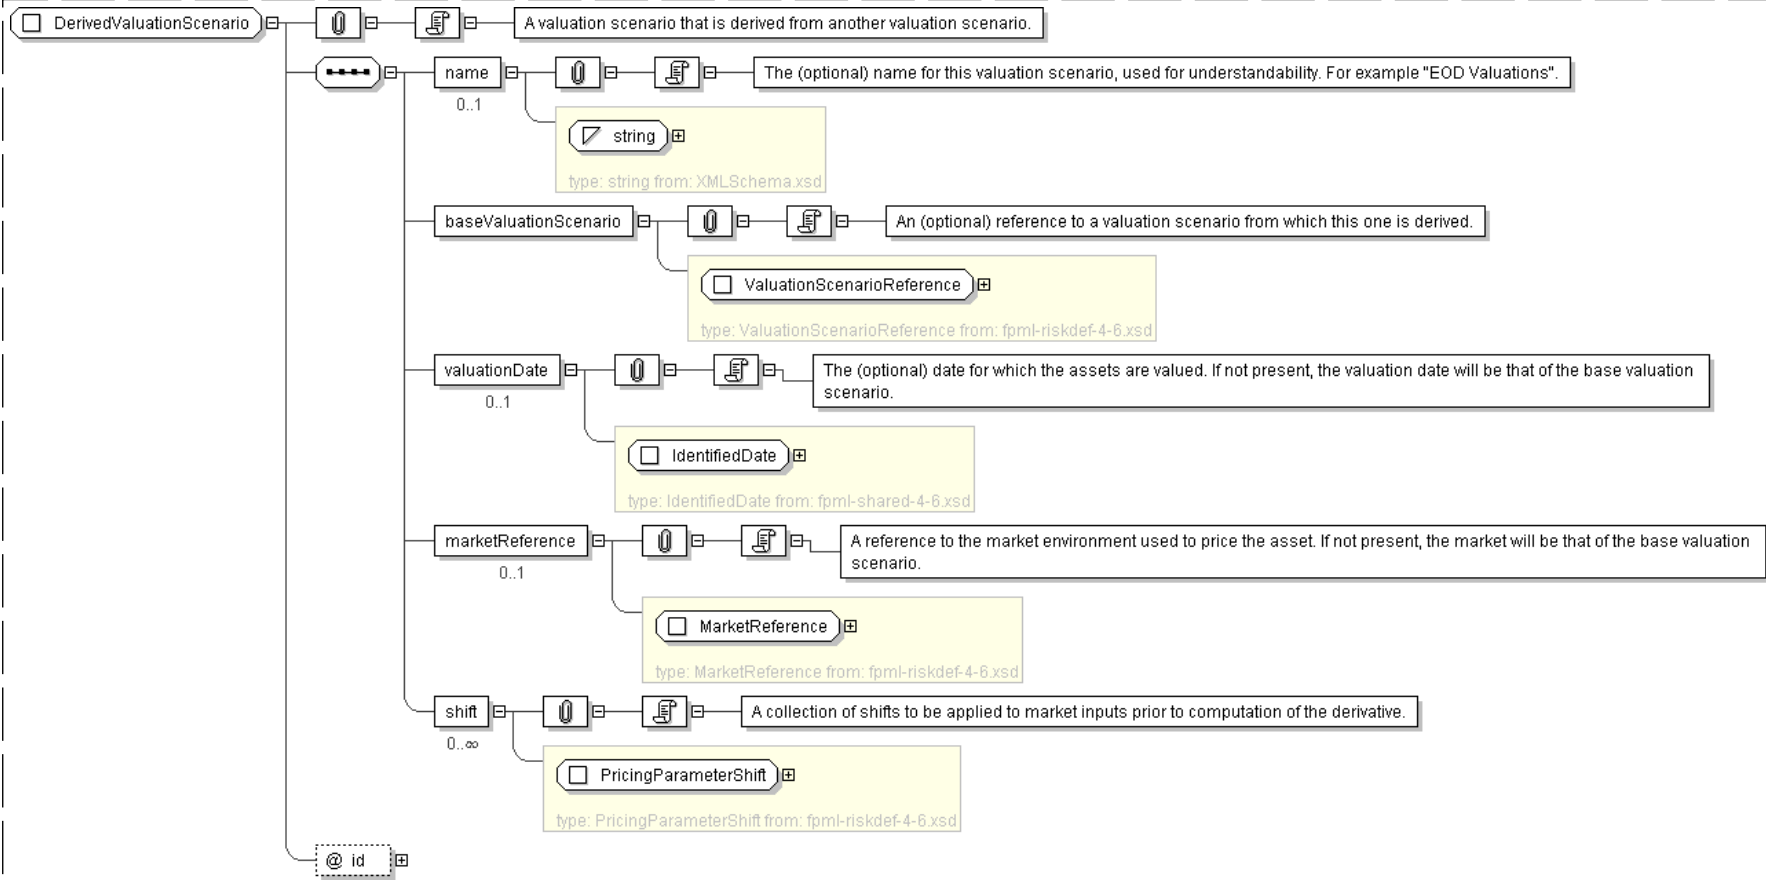 DerivedValuationScenario
A valuation scenario that is derived from another valuation scenario.
name
The (optional) name for this valuation scenario, used for understandability. For example "EOD Valuations".
0..1
string
type: string from: XMLSchema.xsd
baseValuationScenario
An (optional) reference to a valuation scenario from which this one is derived.
ValuationScenarioReference
type: ValuationScenarioReference from: fpml-riskdef-4-6.xsd
valuationDate
The (optional) date for which the assets are valued. If not present, the valuation date will be that of the base valuation
scenario.
0..1
IdentifiedDate
type: IdentifiedDate from: fpml-shared-4-6.xsd
marketReference
A reference to the market environment used to price the asset. If not present, the market will be that of the base valuation
scenario.
0..1
MarketReference
type: MarketReference from: fpml-riskdef-4-6.xsd
shift
A collection of shifts to be applied to market inputs prior to computation of the derivative.
0..∞
PricingParameterShift
type: PricingParameterShift from: fpml-riskdef-4-6.xsd
@ id